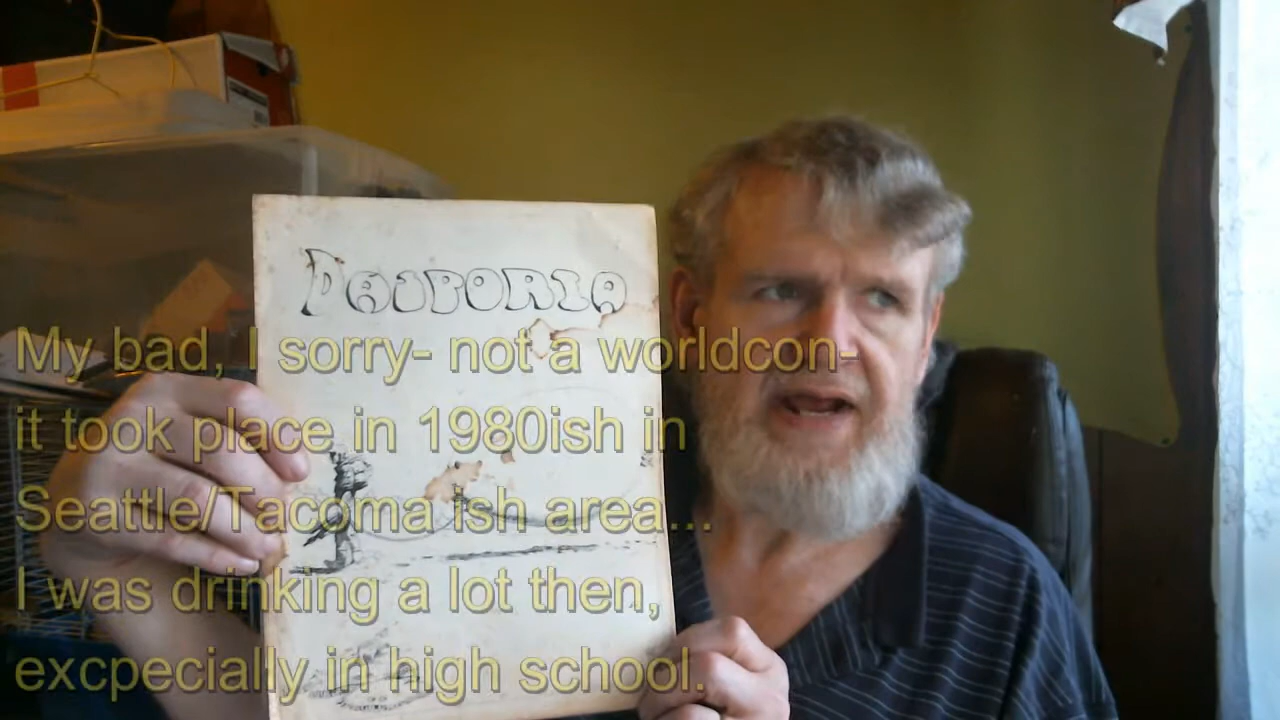 My bad, I sorry- not a worldcon-
it took place in 1980ish in
Seattle/Tacoma ish area...
I was drinking a lot then,
excpecially in high school.